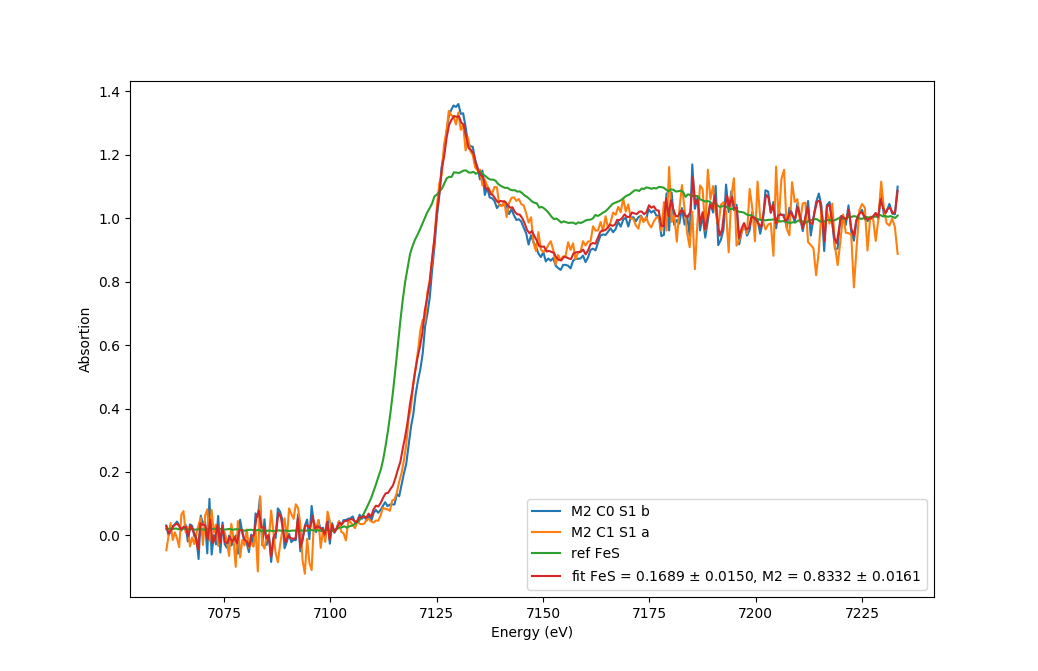 1.4
1.2
1.0
0.8
0.6
0.4
0.2
0.0
Absortion
7075 7100 7125 7150 7175 7200 7225
Energy (eV)
M2 C0 S1 b
M2 C1 S1 a
ref FeS
fit FeS = 0.1689 ± 0.0150, M2 = 0.8332 ± 0.0161